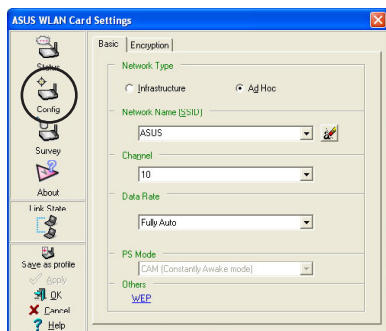 ASUS WLAN Card Settings
Status
Config
Survey
About
Link State
Save as profile
Apply
OK
Cancel
Help
Basic
Encryption
Network Type
Infrastructure
Ad Hoc
Network Name (SSID)
ASUS
Channel
10
Data Rate
Fully Auto
PS Mode
CAM (Constantly Awake mode)
Others
WEP